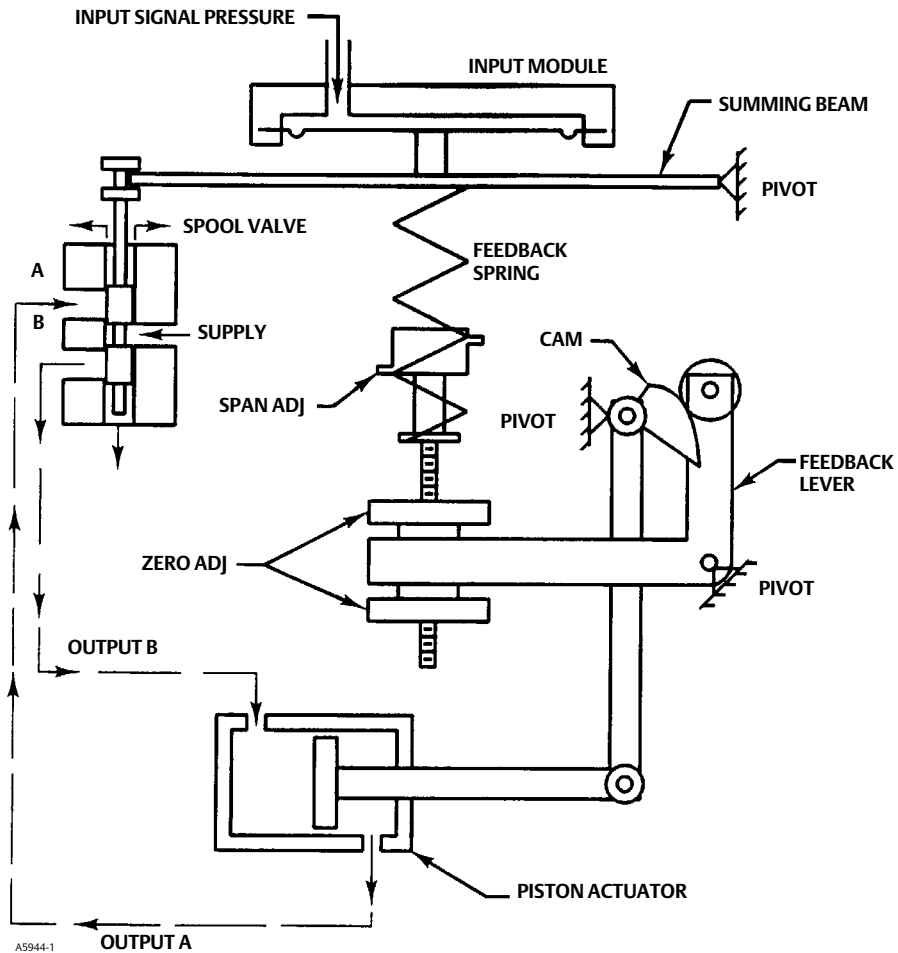 INPUT SIGNAL PRESSURE
INPUT MODULE
SUMMING BEAM
PIVOT
SPOOL VALVE
FEEDBACK
SPRING
A
B
SUPPLY
CAM
SPAN ADJ
PIVOT
FEEDBACK
LEVER
ZERO ADJ
PIVOT
OUTPUT B
PISTON ACTUATOR
OUTPUT A
A5944-1